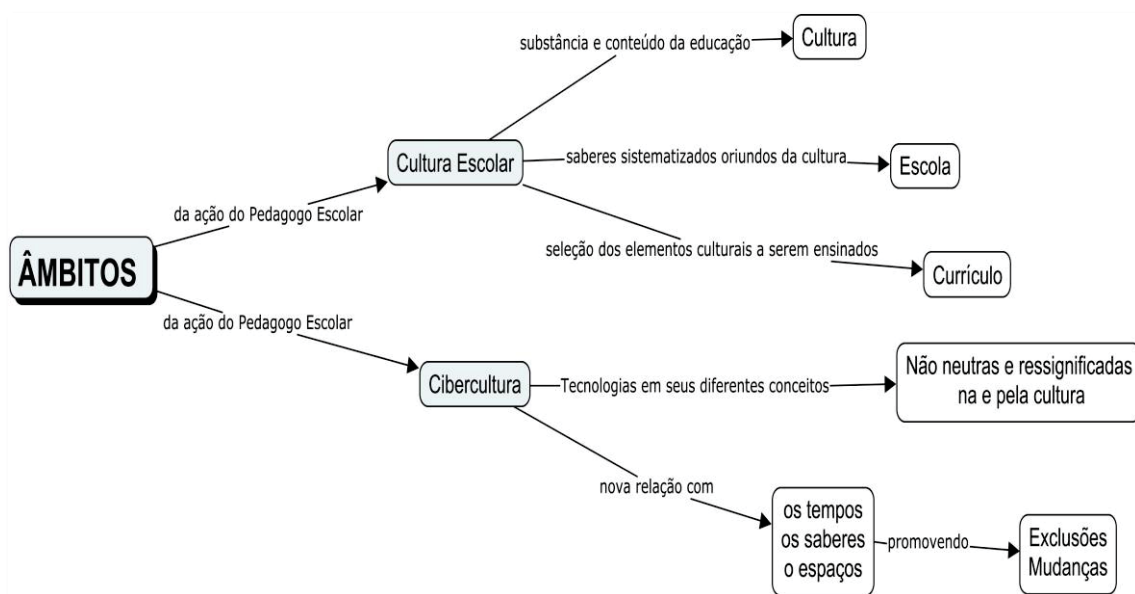 substância e conteúdo da educação
Cultura
Cultura Escolar
saberes sistematizados oriundos da cultura
Escola
da ação do Pedagogo Escolar
seleção dos elementos culturais a serem ensinados
Currículo
ÂMBITOS
da ação do Pedagogo Escolar
Cibercultura
Tecnologias em seus diferentes conceitos
Não neutras e ressignificadas
na e pela cultura
nova relação com
os tempos
os saberes
o espaços
promovendo
Exclusões
Mudanças